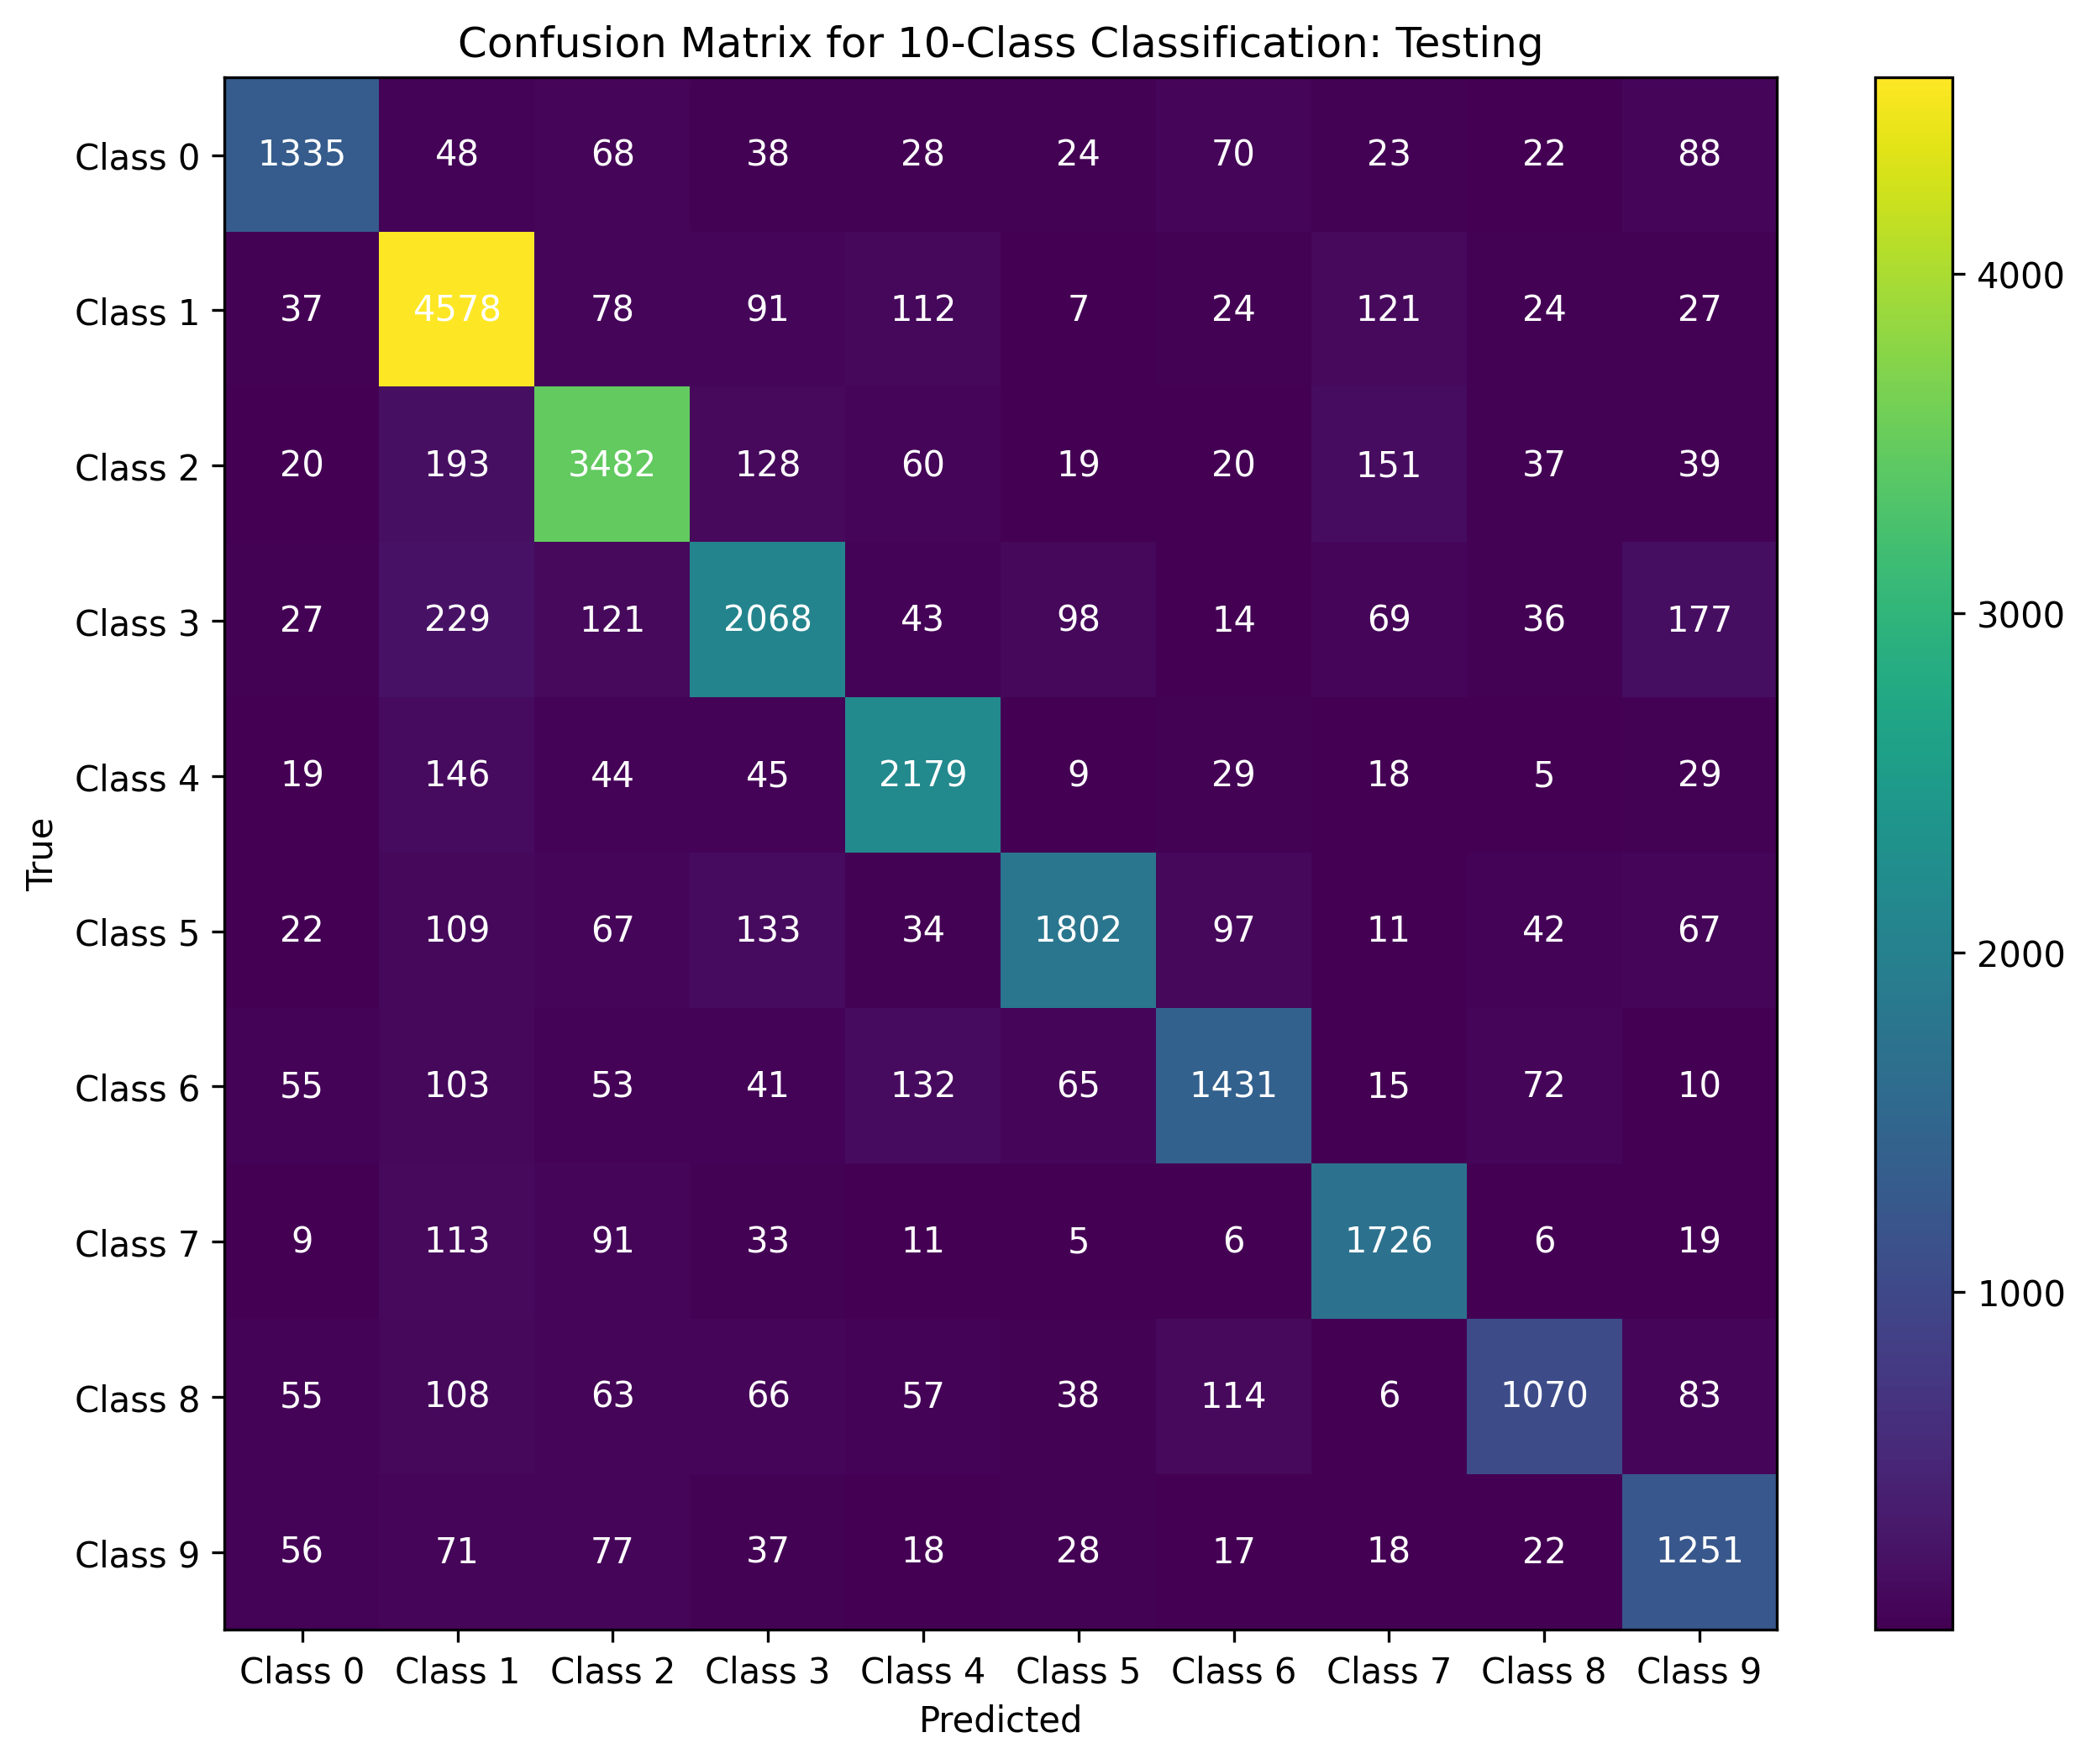 Confusion Matrix for 10-Class Classification: Testing
Class 0 1335 48 68 38 28 24 70 23 22 88
Class 1 37 4578 78 91 112 7 24 121 24 27
Class 2 20 193 3482 128 60 19 20 151 37 39
Class 3 27 229 121 2068 43 98 14 69 36 177
Class 4 19 146 44 45 2179 9 29 18 5 29
Class 5 22 109 67 133 34 1802 97 11 42 67
Class 6 55 103 53 41 132 65 1431 15 72 10
Class 7 9 113 91 33 11 5 6 1726 6 19
Class 8 55 108 63 66 57 38 114 6 1070 83
Class 9 56 71 77 37 18 28 17 18 22 1251
Class 0 Class 1 Class 2 Class 3 Class 4 Class 5 Class 6 Class 7 Class 8 Class 9
Predicted
True
4000
3000
2000
1000